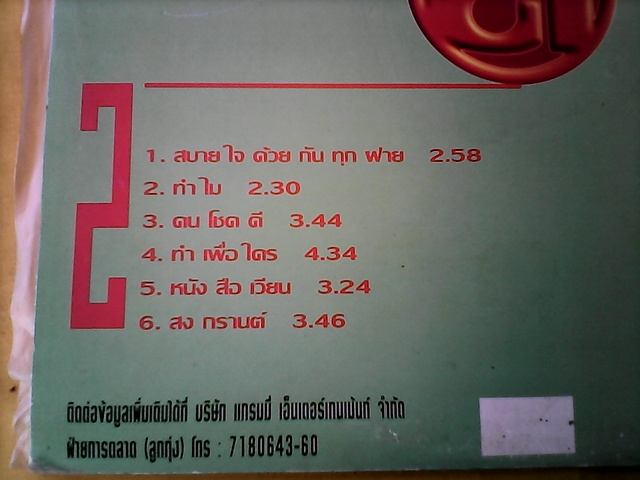 2
1. สบาย ใจ ด้วย กัน ทุก ฝ่าย 2.58
2. ทำ ไม 2.30
3. คน โชค ดี 3.44
4. ทำ เพื่อ ใคร 4.34
5. หนัง สือ เวียน 3.24
6. สง กรานต์ 3.46
ติดต่อข้อมูลเพิ่มเติมได้ที่ บริษัท แกรมมี่ เอ็นเตอร์เทนเม้นท์ จำกัด
ฝ่ายการตลาด (ลูกทุ่ง) โทร : 7180643-60